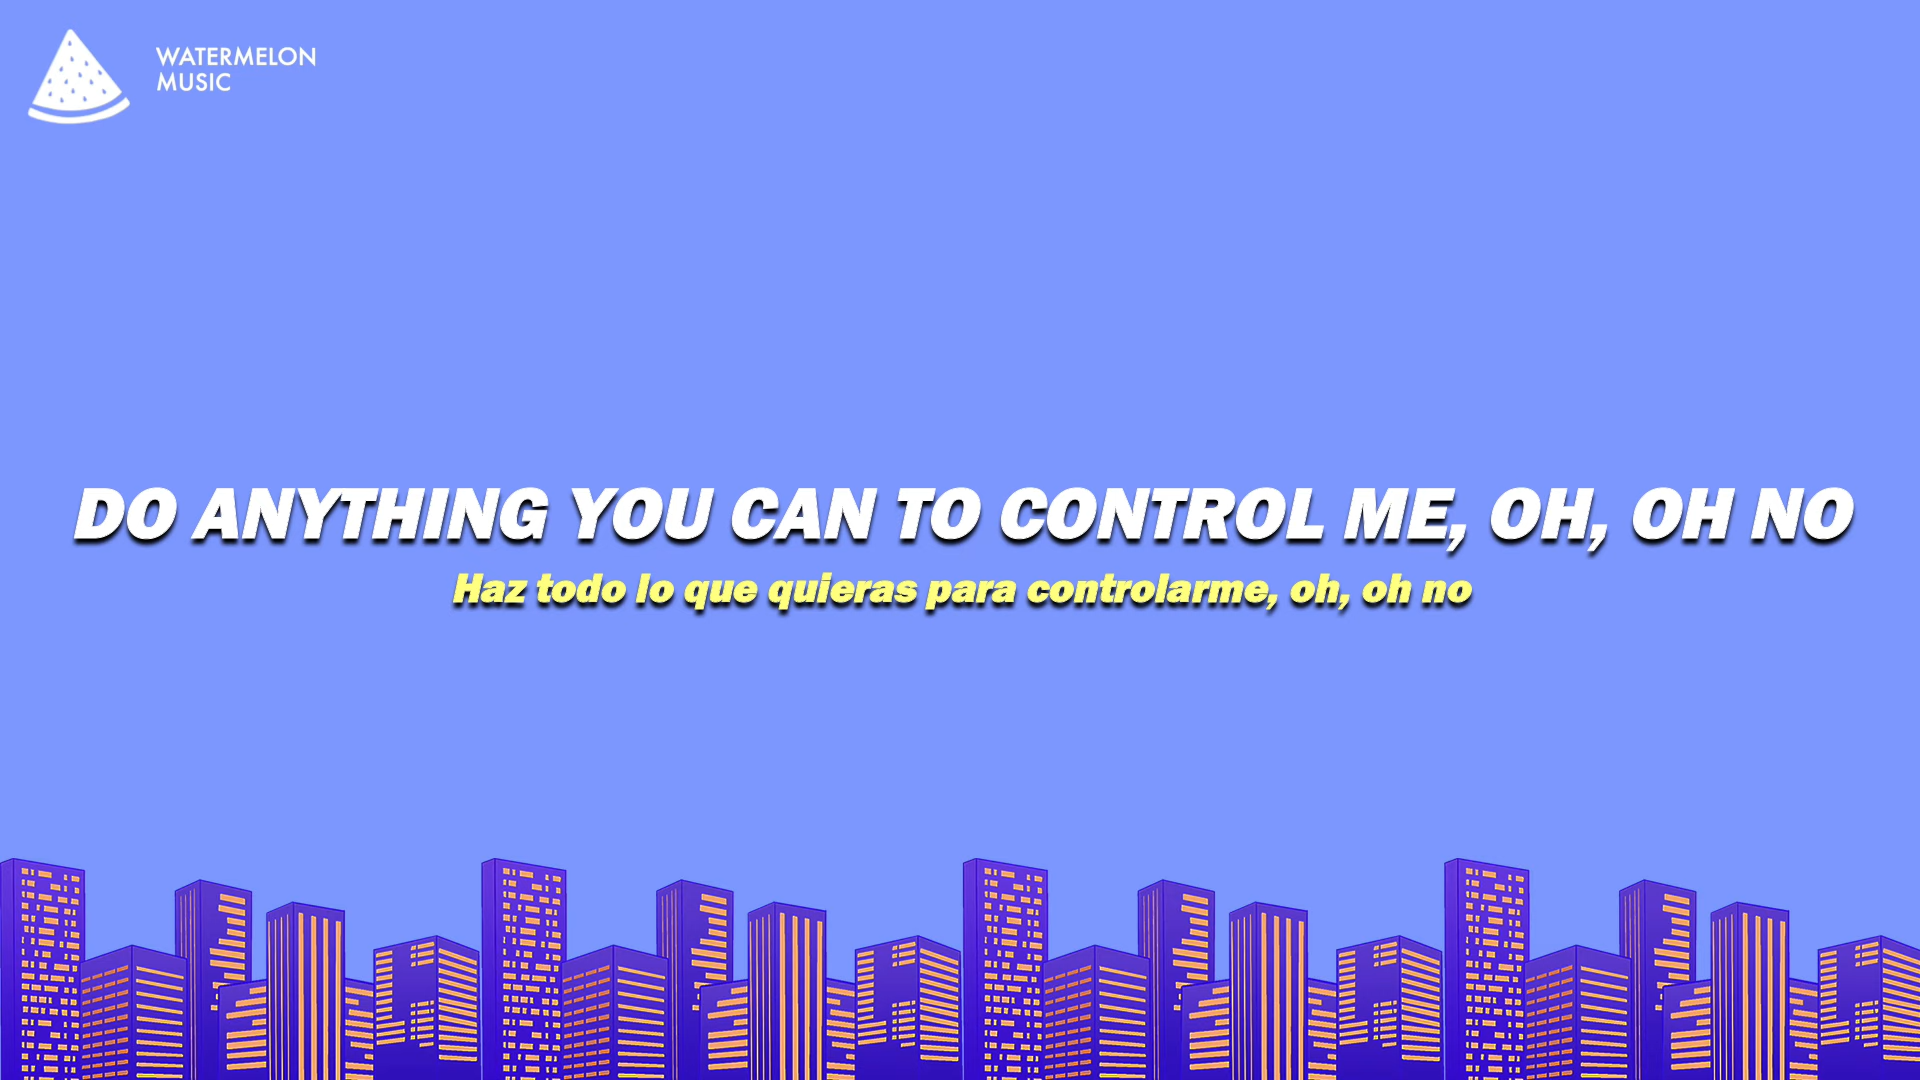 WATERMELON
MUSIC
DO ANYTHING YOU CAN TO CONTROL ME, OH, OH NO
Haz todo lo que quieras para controlarme, oh, oh no